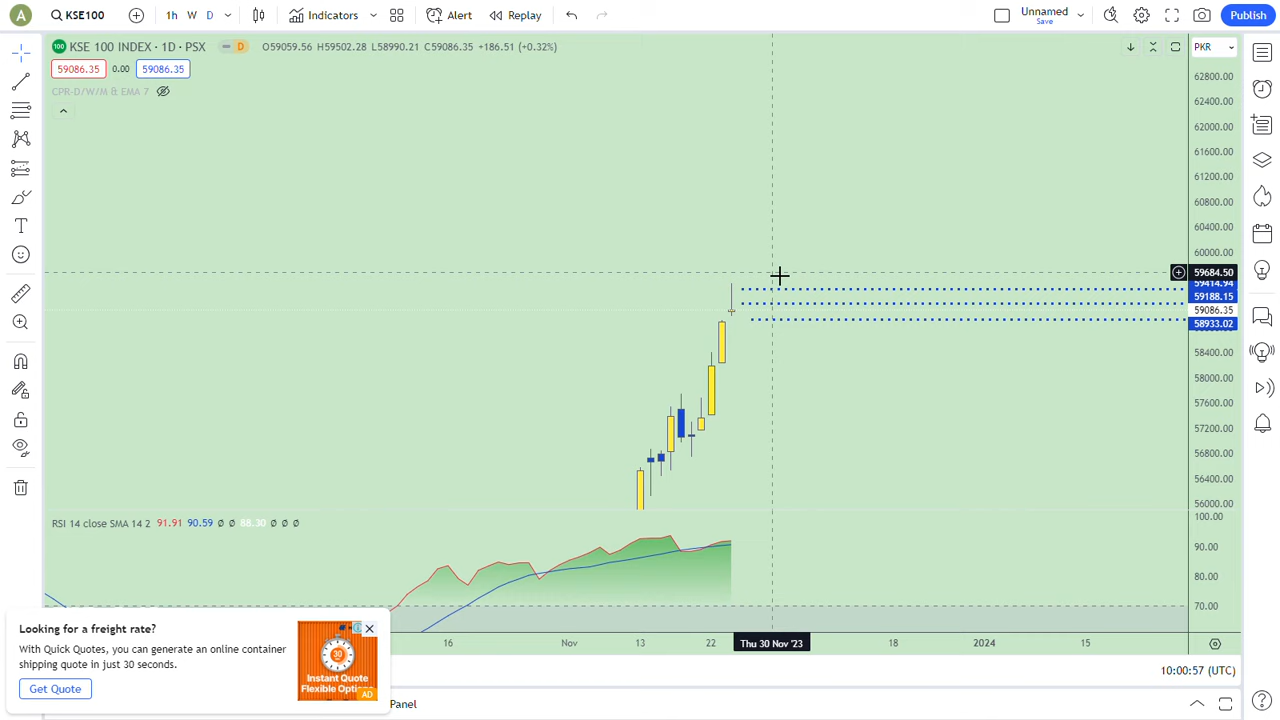 A
KSE100
1h W D
Indicators
Alert
Replay
Unnamed
Save
Publish
100 KSE 100 INDEX · 1D · PSX
D
O59059.56 H59502.28 L58990.21 C59086.35 +186.51 (+0.32%)
PKR
59086.35 0.00 59086.35
CPR-D/W/M & EMA 7
62800.00
62400.00
62000.00
61600.00
61200.00
60800.00
60400.00
60000.00
59684.50
59414.94
59188.15
59086.35
58933.02
58400.00
58000.00
57600.00
57200.00
56800.00
56400.00
56000.00
RSI 14 close SMA 14 2 91.91 90.59 ∅ ∅ 88.30 ∅ ∅ ∅
100.00
90.00
80.00
70.00
16 Nov 13 22 Thu 30 Nov '23 18 2024 15
10:00:57 (UTC)
Panel
Looking for a freight rate?
With Quick Quotes, you can generate an online container
shipping quote in just 30 seconds.
Get Quote
30
Instant Quote
Flexible Options
AD